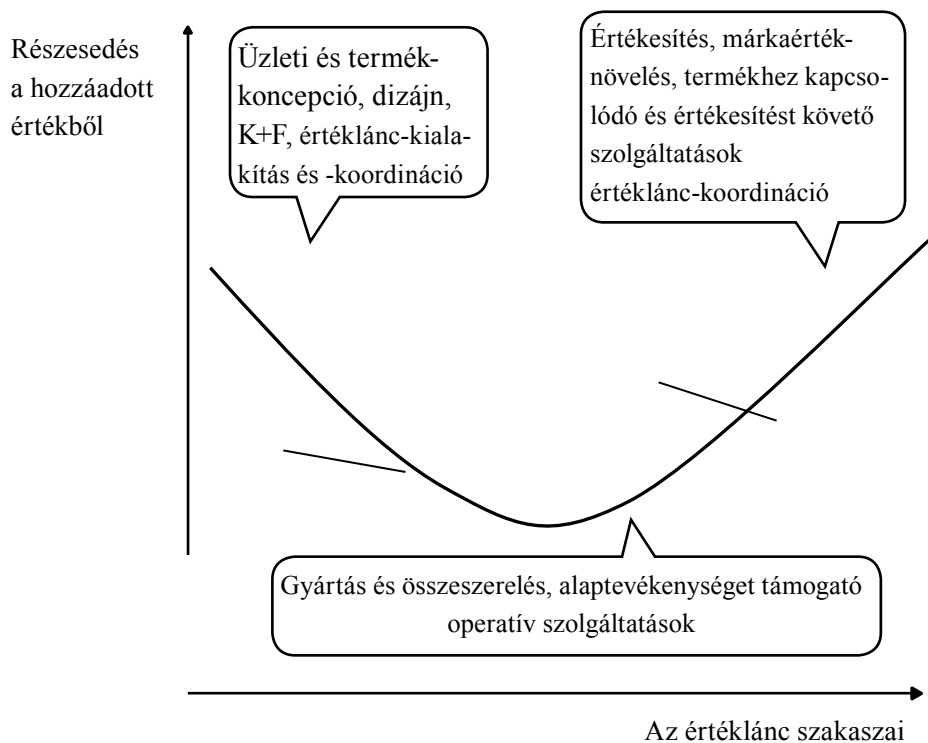 Részesedés
a hozzáadott
értékből
Üzleti és termék-
koncepció, dizájn,
K+F, értéklánc-kiala-
kítás és -koordináció
Értékesítés, márkaérték-
növelés, termékhez kapcso-
lódó és értékesítést követő
szolgáltatások
értéklánc-koordináció
Gyártás és összeszerelés, alaptevékenységet támogató
operatív szolgáltatások
Az értéklánc szakaszai